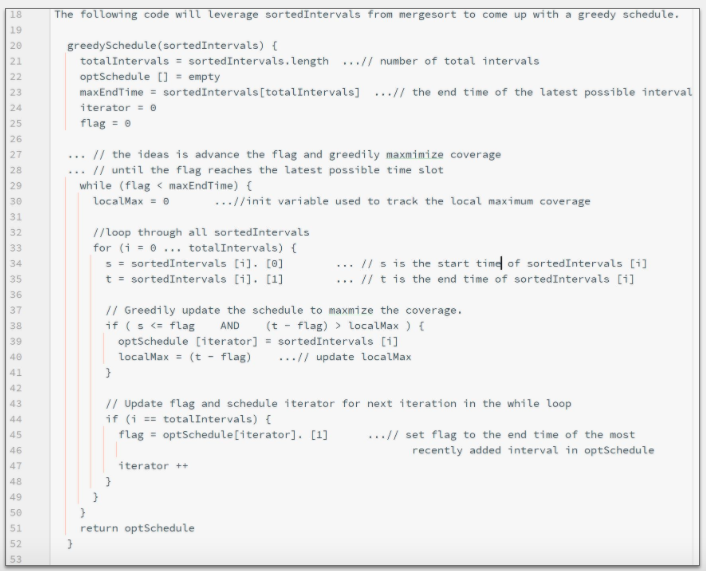 18 The following code will leverage sortedIntervals from mergesort to come up with a greedy schedule.
19
20 greedySchedule(sortedIntervals) {
21 totalIntervals = sortedIntervals.length ...// number of total intervals
22 optSchedule [] = empty
23 maxEndTime = sortedIntervals[totalIntervals] ...// the end time of the latest possible interval
24 iterator = 0
25 flag = 0
26
27 ... // the ideas is advance the flag and greedily maxmimize coverage
28 ... // until the flag reaches the latest possible time slot
29 while (flag < maxEndTime) {
30 localMax = 0 ...//init variable used to track the local maximum coverage
31
32 //loop through all sortedIntervals
33 for (i = 0 ... totalIntervals) {
34 s = sortedIntervals [i]. [0] ... // s is the start time of sortedIntervals [i]
35 t = sortedIntervals [i]. [1] ... // t is the end time of sortedIntervals [i]
36
37 // Greedily update the schedule to maxmize the coverage.
38 if ( s <= flag AND (t - flag) > localMax ) {
39 optSchedule [iterator] = sortedIntervals [i]
40 localMax = (t - flag) ...// update localMax
41 }
42
43 // Update flag and schedule iterator for next iteration in the while loop
44 if (i == totalIntervals) {
45 flag = optSchedule[iterator]. [1] ...// set flag to the end time of the most
46 recently added interval in optSchedule
47 iterator ++
48 }
49 }
50 }
51 return optSchedule
52 }
53